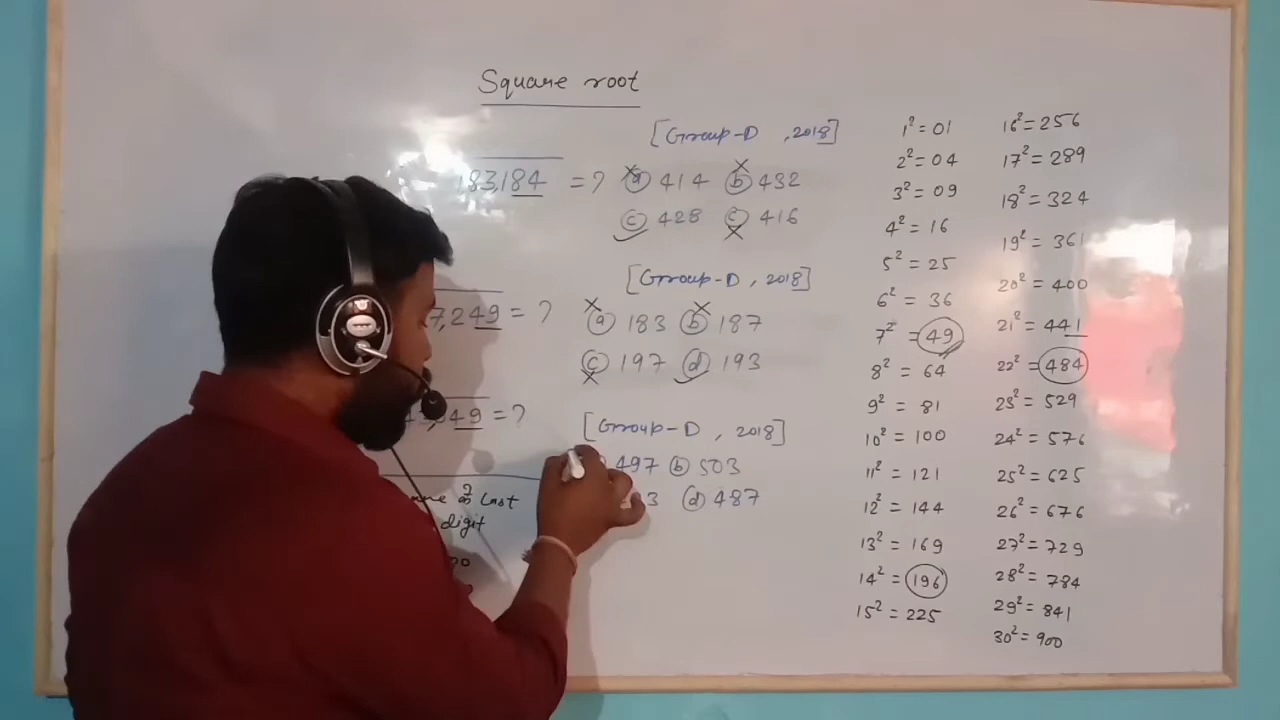 Square root
[Group-D, 2018]
183,184 = ? ⓐ 414 ⓑ 432
ⓒ 428 ⓒ 416
[Group-D, 2018]
7,249 = ? ⓐ 183 ⓑ 187
ⓒ 197 ⓓ 193
49 = ?
[Group-D, 2018]
497 ⓑ 503
3 ⓓ 487
Last
digit
1² = 01
2² = 04
3² = 09
4² = 16
5² = 25
6² = 36
7² = 49
8² = 64
9² = 81
10² = 100
11² = 121
12² = 144
13² = 169
14² = 196
15² = 225
16² = 256
17² = 289
18² = 324
19² = 361
20² = 400
21² = 441
22² = 484
23² = 529
24² = 576
25² = 625
26² = 676
27² = 729
28² = 784
29² = 841
30² = 900